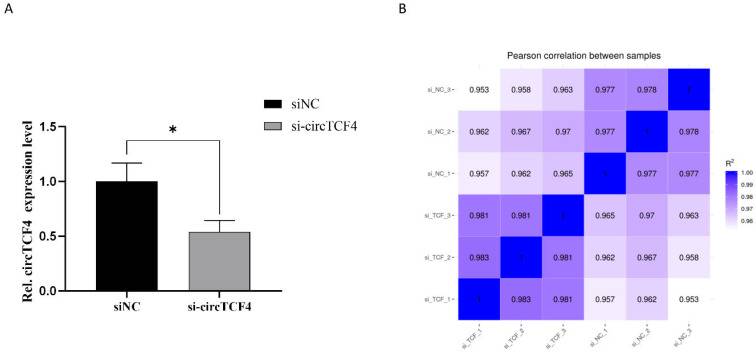 A
siNC
si-circTCF4
*
Rel. circTCF4 expression level
1.5
1.0
0.5
0.0
siNC
si-circTCF4
B
Pearson correlation between samples
si_NC_3 0.953 0.958 0.963 0.977 0.978 1
si_NC_2 0.962 0.967 0.97 0.977 1 0.978
si_NC_1 0.957 0.962 0.965 1 0.977 0.977
si_TCF_3 0.981 0.981 1 0.965 0.97 0.963
si_TCF_2 0.983 1 0.981 0.962 0.967 0.958
si_TCF_1 1 0.983 0.981 0.957 0.962 0.953
si_TCF_1 si_TCF_2 si_TCF_3 si_NC_1 si_NC_2 si_NC_3
R2
1.00
0.99
0.98
0.97
0.96